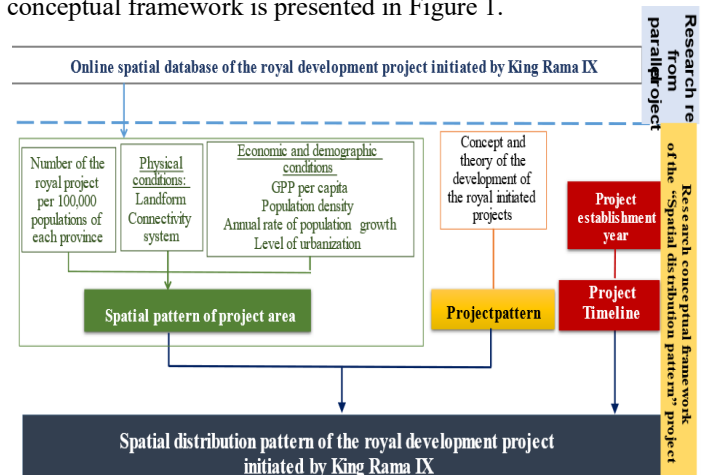 conceptual framework is presented in Figure 1.
Online spatial database of the royal development project initiated by King Rama IX
Research re
from
parallel
project
Number of the
royal project
per 100,000
populations of
each province
Physical
conditions:
Landform
Connectivity
system
Economic and demographic
conditions
GPP per capita
Population density
Annual rate of population growth
Level of urbanization
Concept and
theory of the
development of
the royal initiated
projects
Project
establishment
year
Spatial pattern of project area
Projectpattern
Project
Timeline
Research conceptual framework
of the “Spatial distribution pattern” project
Spatial distribution pattern of the royal development project
initiated by King Rama IX